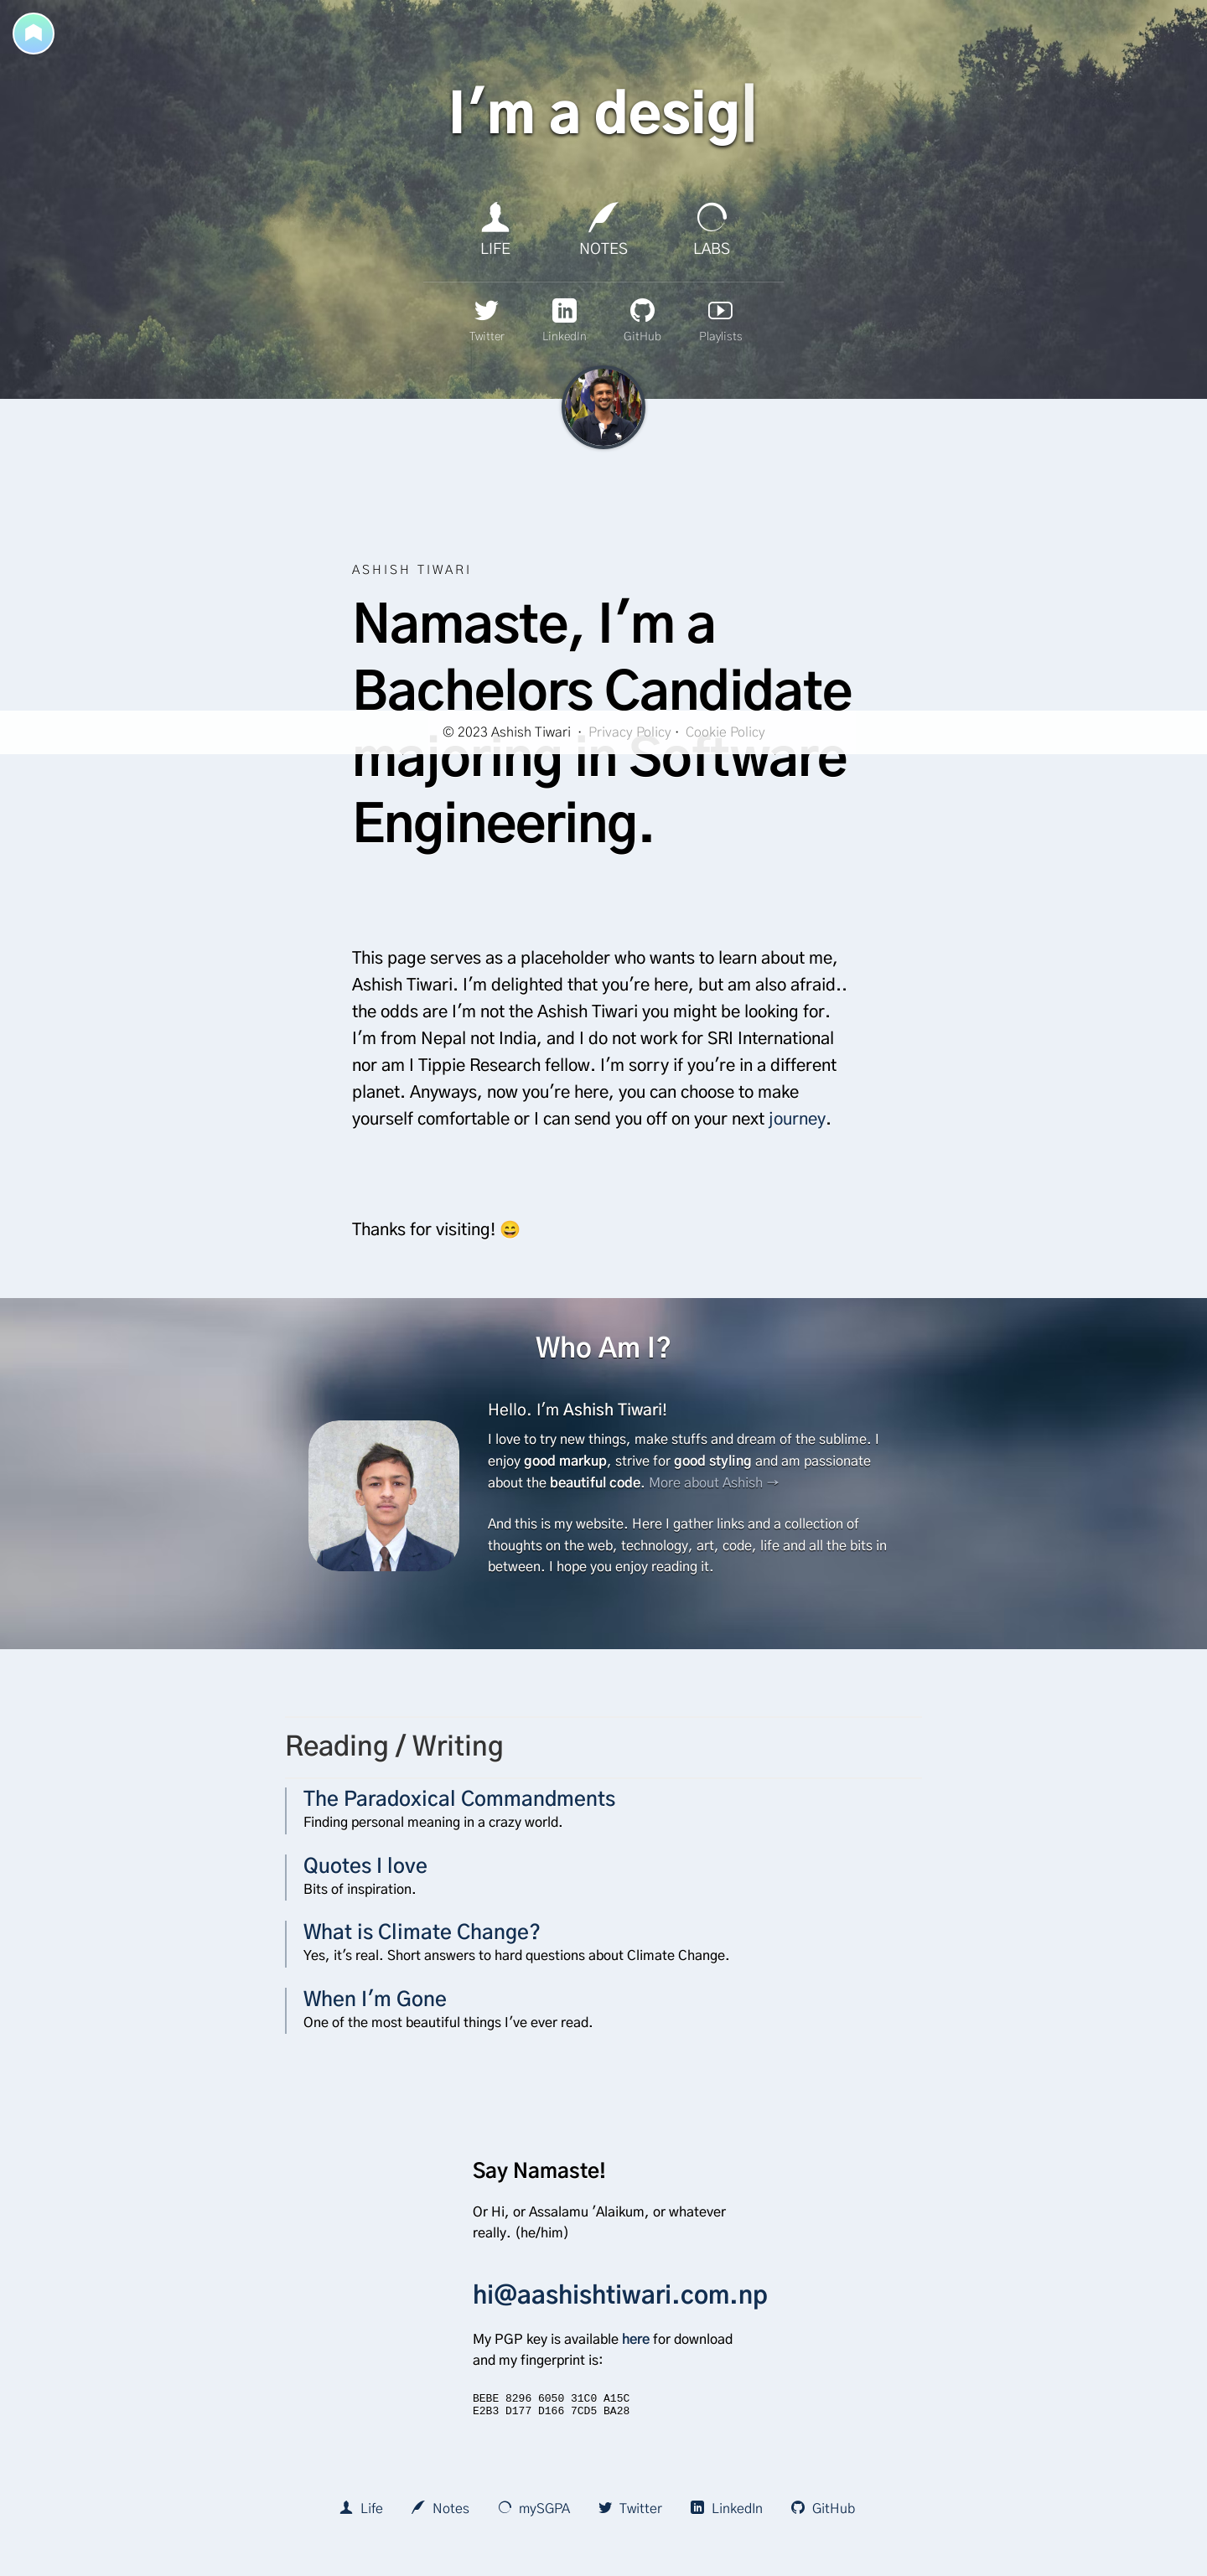 I'm a desig
LIFE NOTES LABS
Twitter LinkedIn GitHub Playlists
ASHISH TIWARI
Namaste, I'm a
Bachelors Candidate
© 2023 Ashish Tiwari · Privacy Policy · Cookie Policy
majoring in Software
Engineering.
This page serves as a placeholder who wants to learn about me,
Ashish Tiwari. I'm delighted that you're here, but am also afraid..
the odds are I'm not the Ashish Tiwari you might be looking for.
I'm from Nepal not India, and I do not work for SRI International
nor am I Tippie Research fellow. I'm sorry if you're in a different
planet. Anyways, now you're here, you can choose to make
yourself comfortable or I can send you off on your next journey.
Thanks for visiting! 😄
Who Am I?
Hello. I'm Ashish Tiwari!
I love to try new things, make stuffs and dream of the sublime. I
enjoy good markup, strive for good styling and am passionate
about the beautiful code. More about Ashish →
And this is my website. Here I gather links and a collection of
thoughts on the web, technology, art, code, life and all the bits in
between. I hope you enjoy reading it.
Reading / Writing
The Paradoxical Commandments
Finding personal meaning in a crazy world.
Quotes I love
Bits of inspiration.
What is Climate Change?
Yes, it's real. Short answers to hard questions about Climate Change.
When I'm Gone
One of the most beautiful things I've ever read.
Say Namaste!
Or Hi, or Assalamu 'Alaikum, or whatever
really. (he/him)
hi@aashishtiwari.com.np
My PGP key is available here for download
and my fingerprint is:
BEBE 8296 6050 31C0 A15C
E2B3 D177 D166 7CD5 BA28
Life Notes mySGPA Twitter LinkedIn GitHub